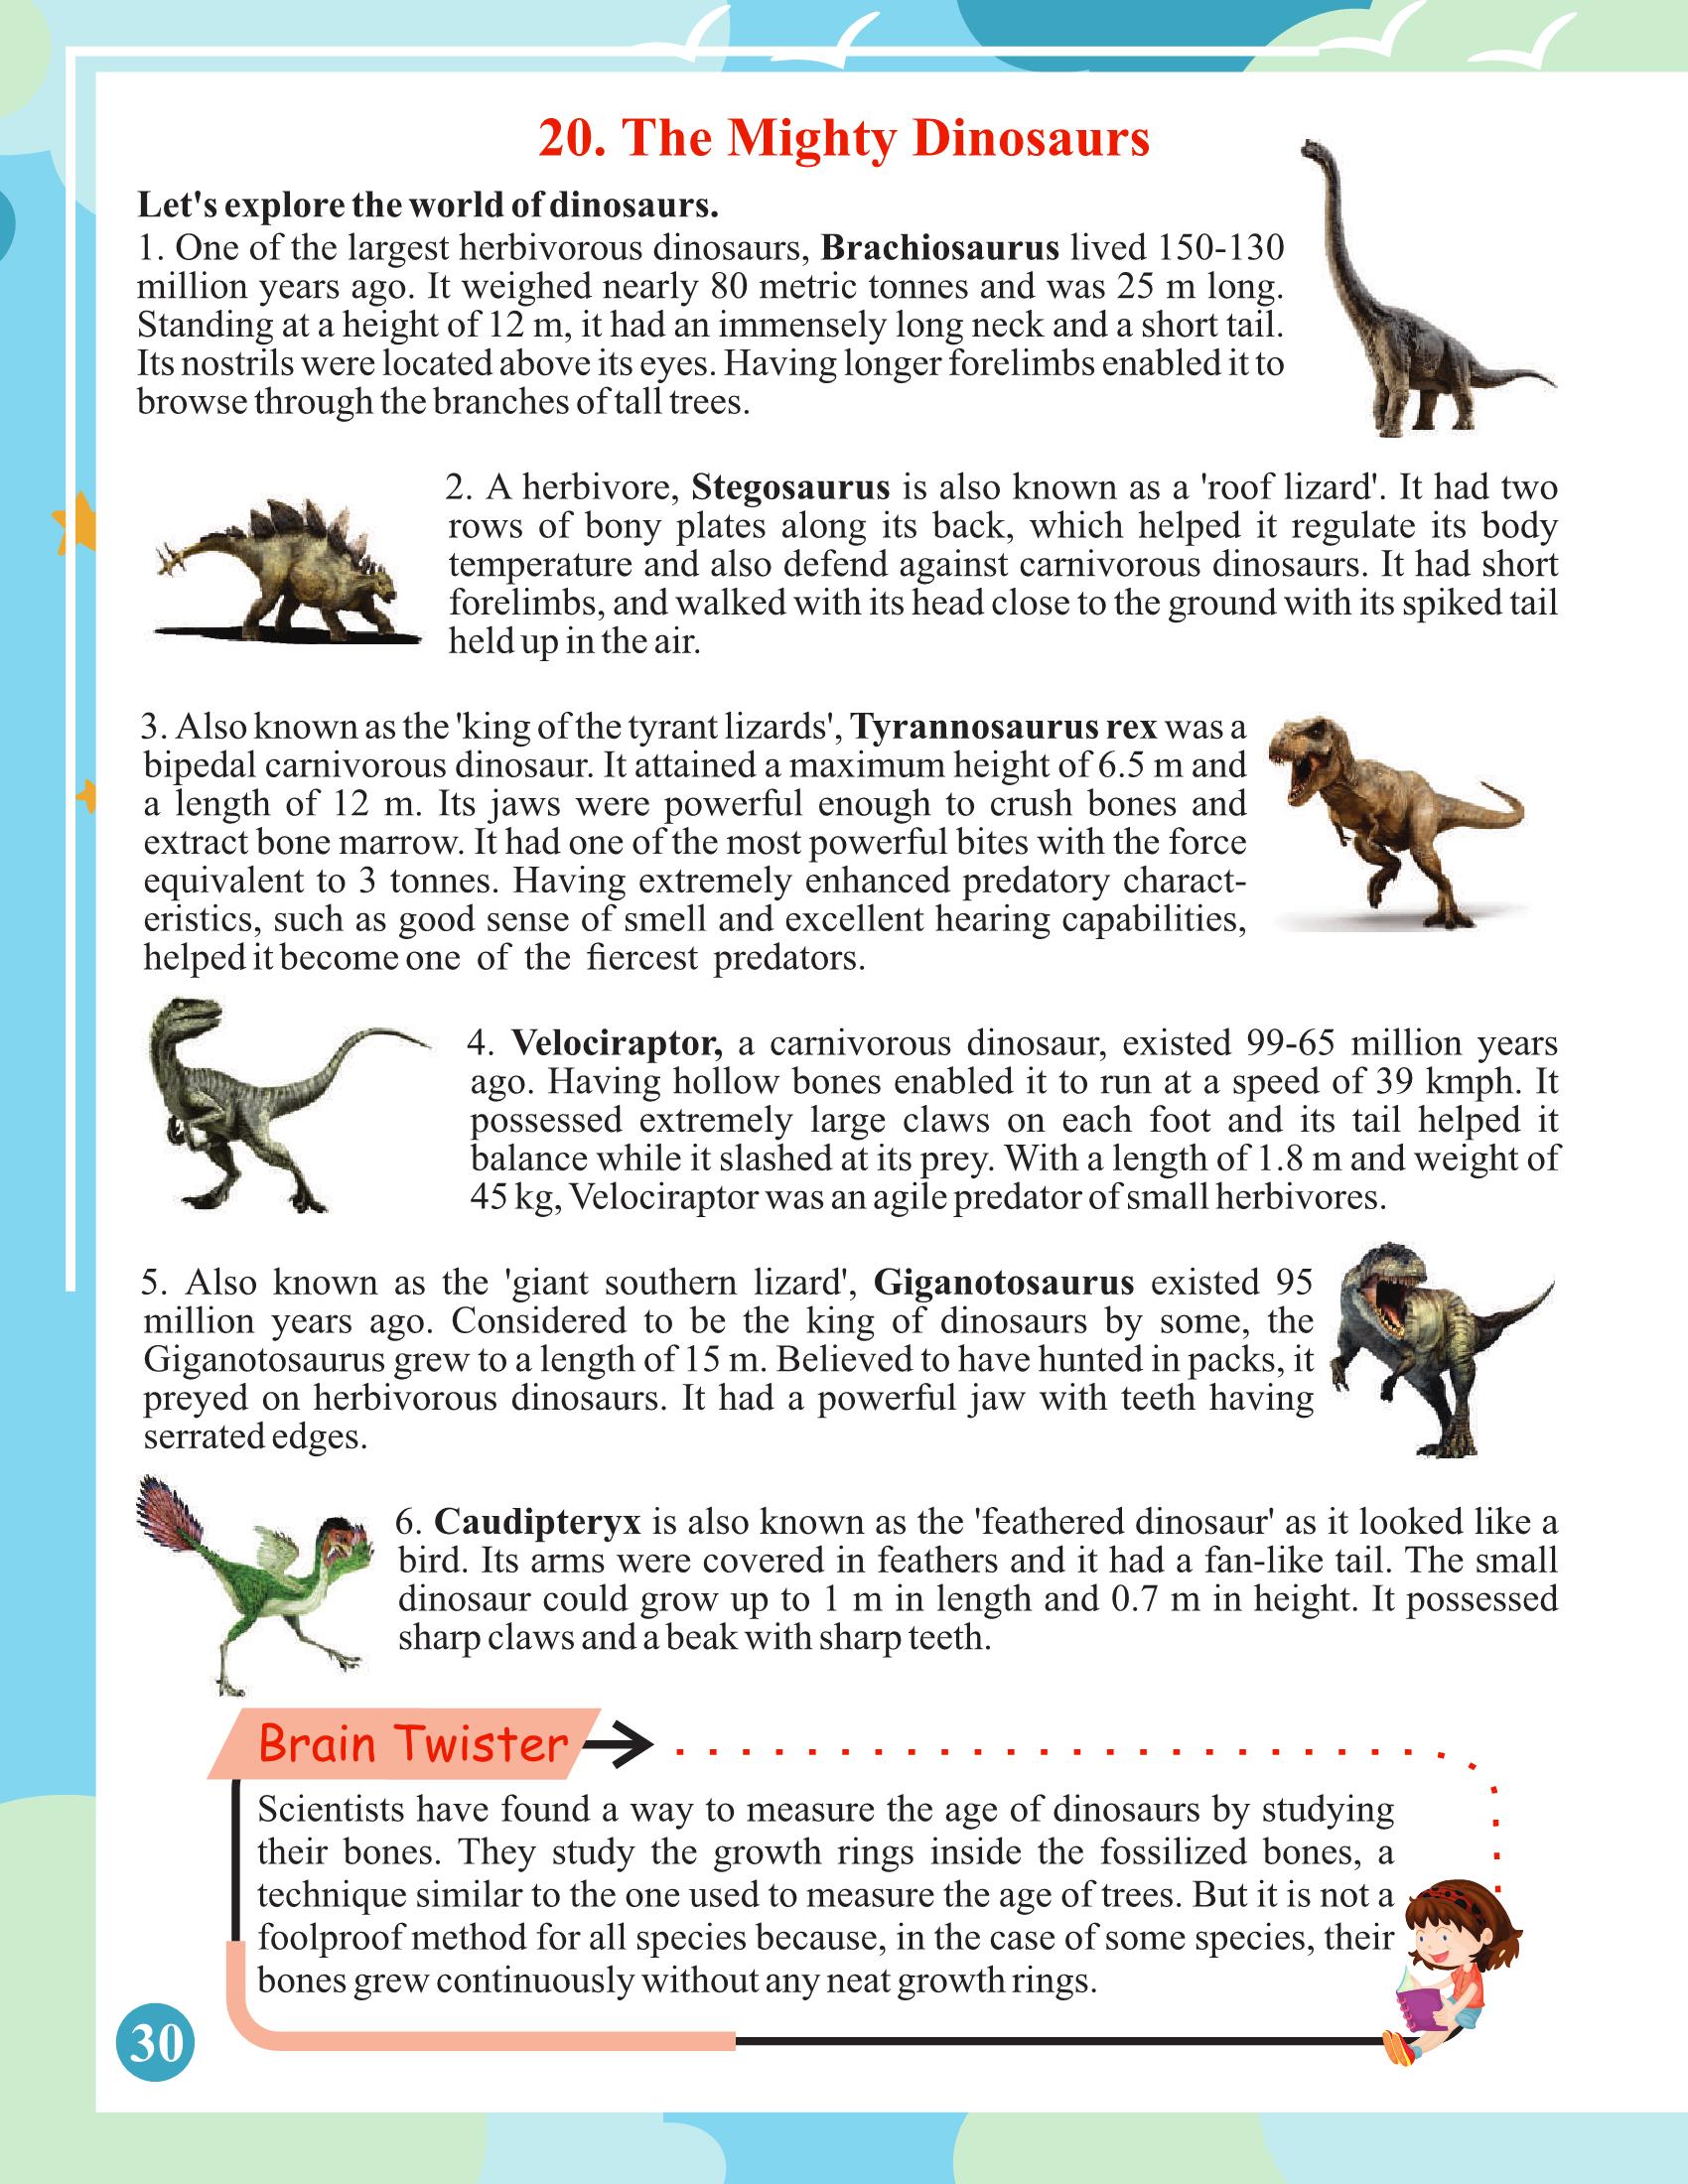 20. The Mighty Dinosaurs
Let's explore the world of dinosaurs.
1. One of the largest herbivorous dinosaurs, Brachiosaurus lived 150-130
million years ago. It weighed nearly 80 metric tonnes and was 25 m long.
Standing at a height of 12 m, it had an immensely long neck and a short tail.
Its nostrils were located above its eyes. Having longer forelimbs enabled it to
browse through the branches of tall trees.
2. A herbivore, Stegosaurus is also known as a 'roof lizard'. It had two
rows of bony plates along its back, which helped it regulate its body
temperature and also defend against carnivorous dinosaurs. It had short
forelimbs, and walked with its head close to the ground with its spiked tail
held up in the air.
3. Also known as the 'king of the tyrant lizards', Tyrannosaurus rex was a
bipedal carnivorous dinosaur. It attained a maximum height of 6.5 m and
a length of 12 m. Its jaws were powerful enough to crush bones and
extract bone marrow. It had one of the most powerful bites with the force
equivalent to 3 tonnes. Having extremely enhanced predatory charact-
eristics, such as good sense of smell and excellent hearing capabilities,
helped it become one of the fiercest predators.
4. Velociraptor, a carnivorous dinosaur, existed 99-65 million years
ago. Having hollow bones enabled it to run at a speed of 39 kmph. It
possessed extremely large claws on each foot and its tail helped it
balance while it slashed at its prey. With a length of 1.8 m and weight of
45 kg, Velociraptor was an agile predator of small herbivores.
5. Also known as the 'giant southern lizard', Giganotosaurus existed 95
million years ago. Considered to be the king of dinosaurs by some, the
Giganotosaurus grew to a length of 15 m. Believed to have hunted in packs, it
preyed on herbivorous dinosaurs. It had a powerful jaw with teeth having
serrated edges.
6. Caudipteryx is also known as the 'feathered dinosaur' as it looked like a
bird. Its arms were covered in feathers and it had a fan-like tail. The small
dinosaur could grow up to 1 m in length and 0.7 m in height. It possessed
sharp claws and a beak with sharp teeth.
Brain Twister
Scientists have found a way to measure the age of dinosaurs by studying
their bones. They study the growth rings inside the fossilized bones, a
technique similar to the one used to measure the age of trees. But it is not a
foolproof method for all species because, in the case of some species, their
bones grew continuously without any neat growth rings.
30